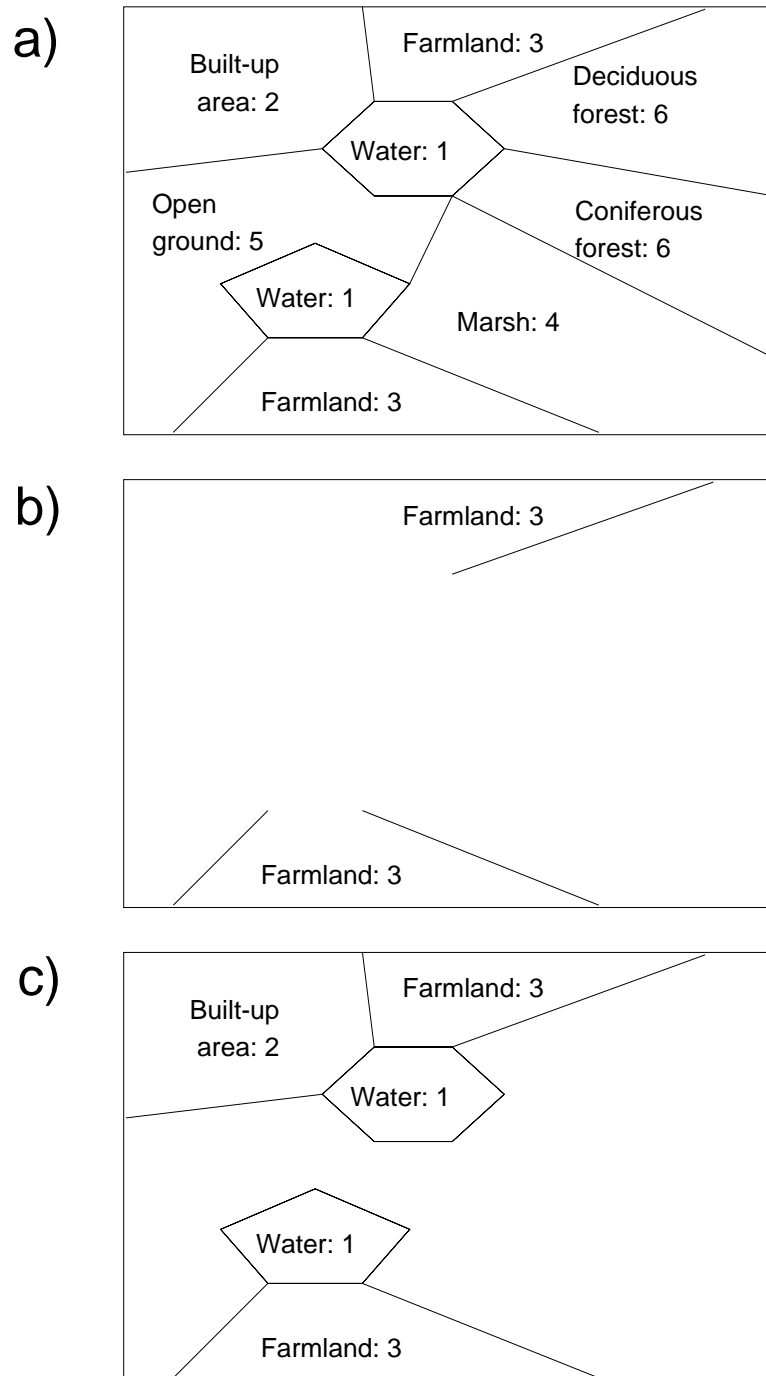 a)
Farmland: 3
Built-up
area: 2
Deciduous
forest: 6
Water: 1
Open
ground: 5
Coniferous
forest: 6
Water: 1
Marsh: 4
Farmland: 3
b)
Farmland: 3
Farmland: 3
c)
Farmland: 3
Built-up
area: 2
Water: 1
Water: 1
Farmland: 3